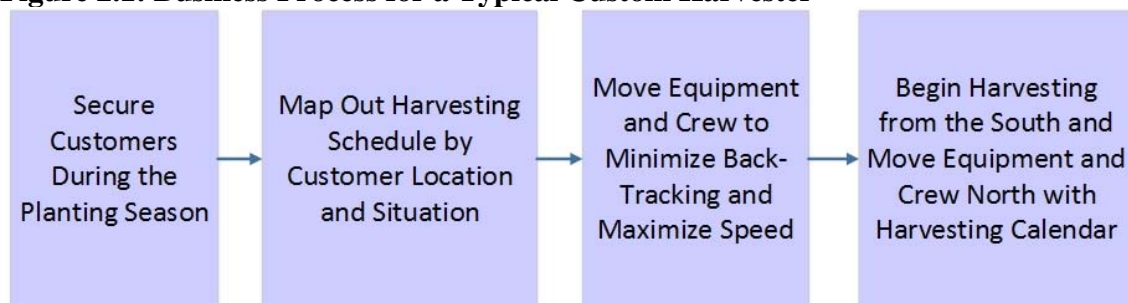 Figure 2.1: Business Process for a Typical Custom Harvester
Secure
Customers
During the
Planting Season
Map Out Harvesting
Schedule by
Customer Location
and Situation
Move Equipment
and Crew to
Minimize Back-
Tracking and
Maximize Speed
Begin Harvesting
from the South and
Move Equipment and
Crew North with
Harvesting Calendar